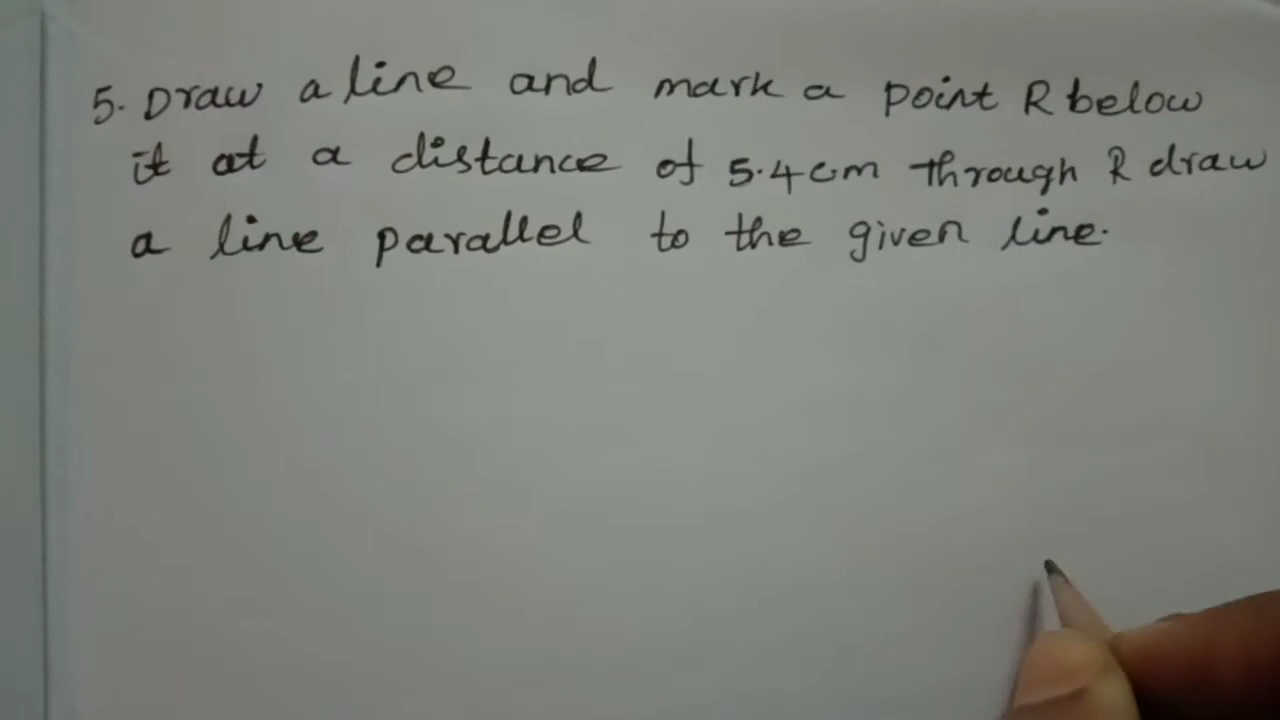 5. Draw a line and mark a point R below
it at a distance of 5.4cm through R draw
a line parallel to the given line.